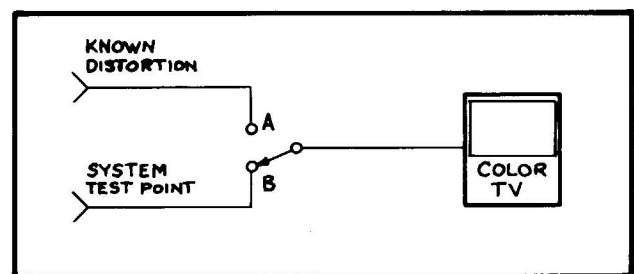 KNOWN
DISTORTION
A
SYSTEM
TEST POINT
B
COLOR
TV